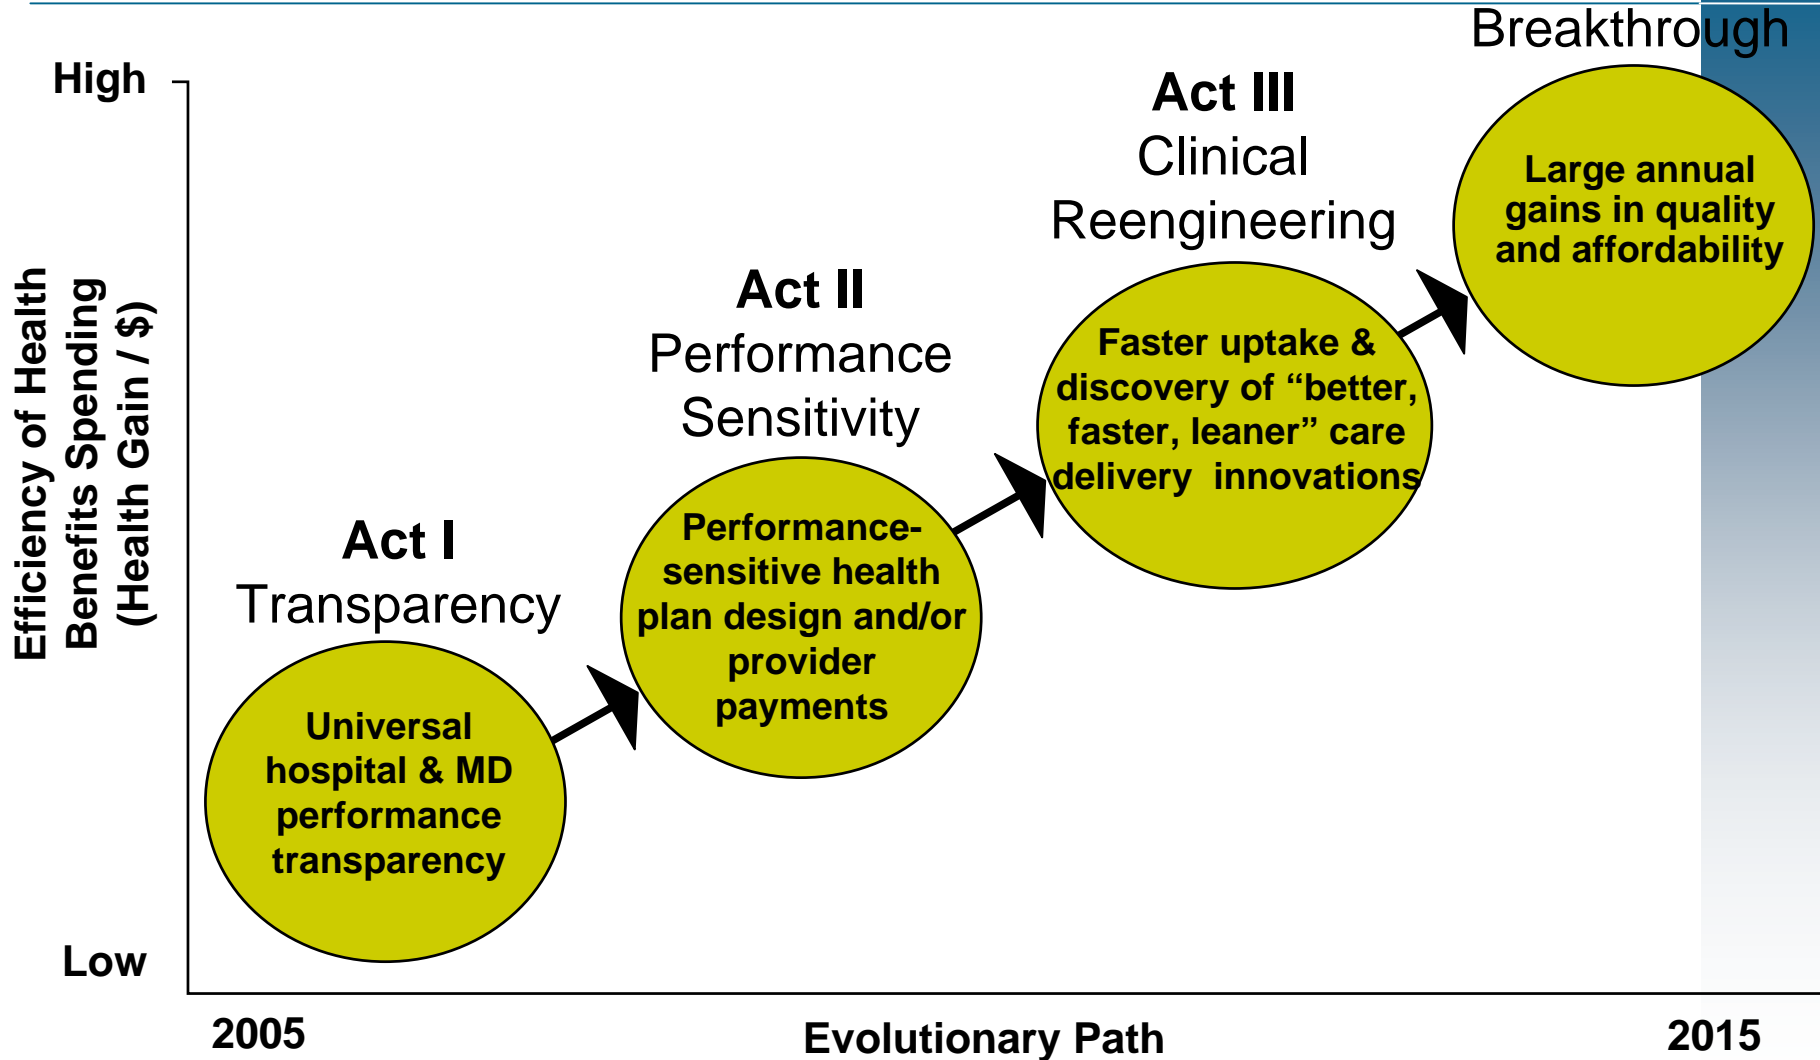 Breakthrough
High
Act III
Clinical
Reengineering
Large annual
gains in quality
and affordability
Efficiency of Health
Benefits Spending
(Health Gain / $)
Act II
Performance
Sensitivity
Faster uptake &
discovery of “better,
faster, leaner” care
delivery innovations
Act I
Transparency
Performance-
sensitive health
plan design and/or
provider
payments
Universal
hospital & MD
performance
transparency
Low
2005
Evolutionary Path
2015